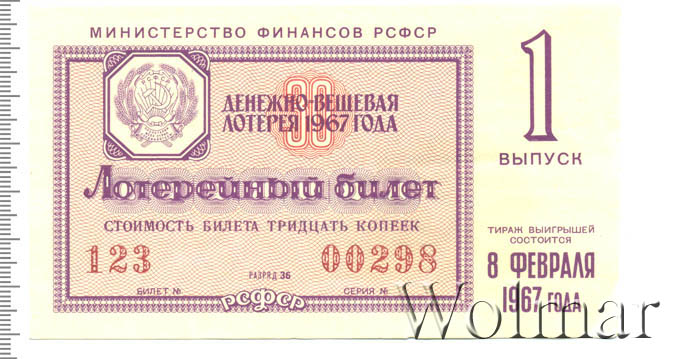 МИНИСТЕРСТВО ФИНАНСОВ РСФСР
ДЕНЕЖНО-ВЕЩЕВАЯ
ЛОТЕРЕЯ 1967 ГОДА
Лотерейный билет
СТОИМОСТЬ БИЛЕТА ТРИДЦАТЬ КОПЕЕК
123
00298
РАЗРЯД 36
БИЛЕТ №
СЕРИЯ №
РСФСР
1
ВЫПУСК
ТИРАЖ ВЫИГРЫШЕЙ
СОСТОИТСЯ
8 ФЕВРАЛЯ
1967 ГОДА
Wolmar